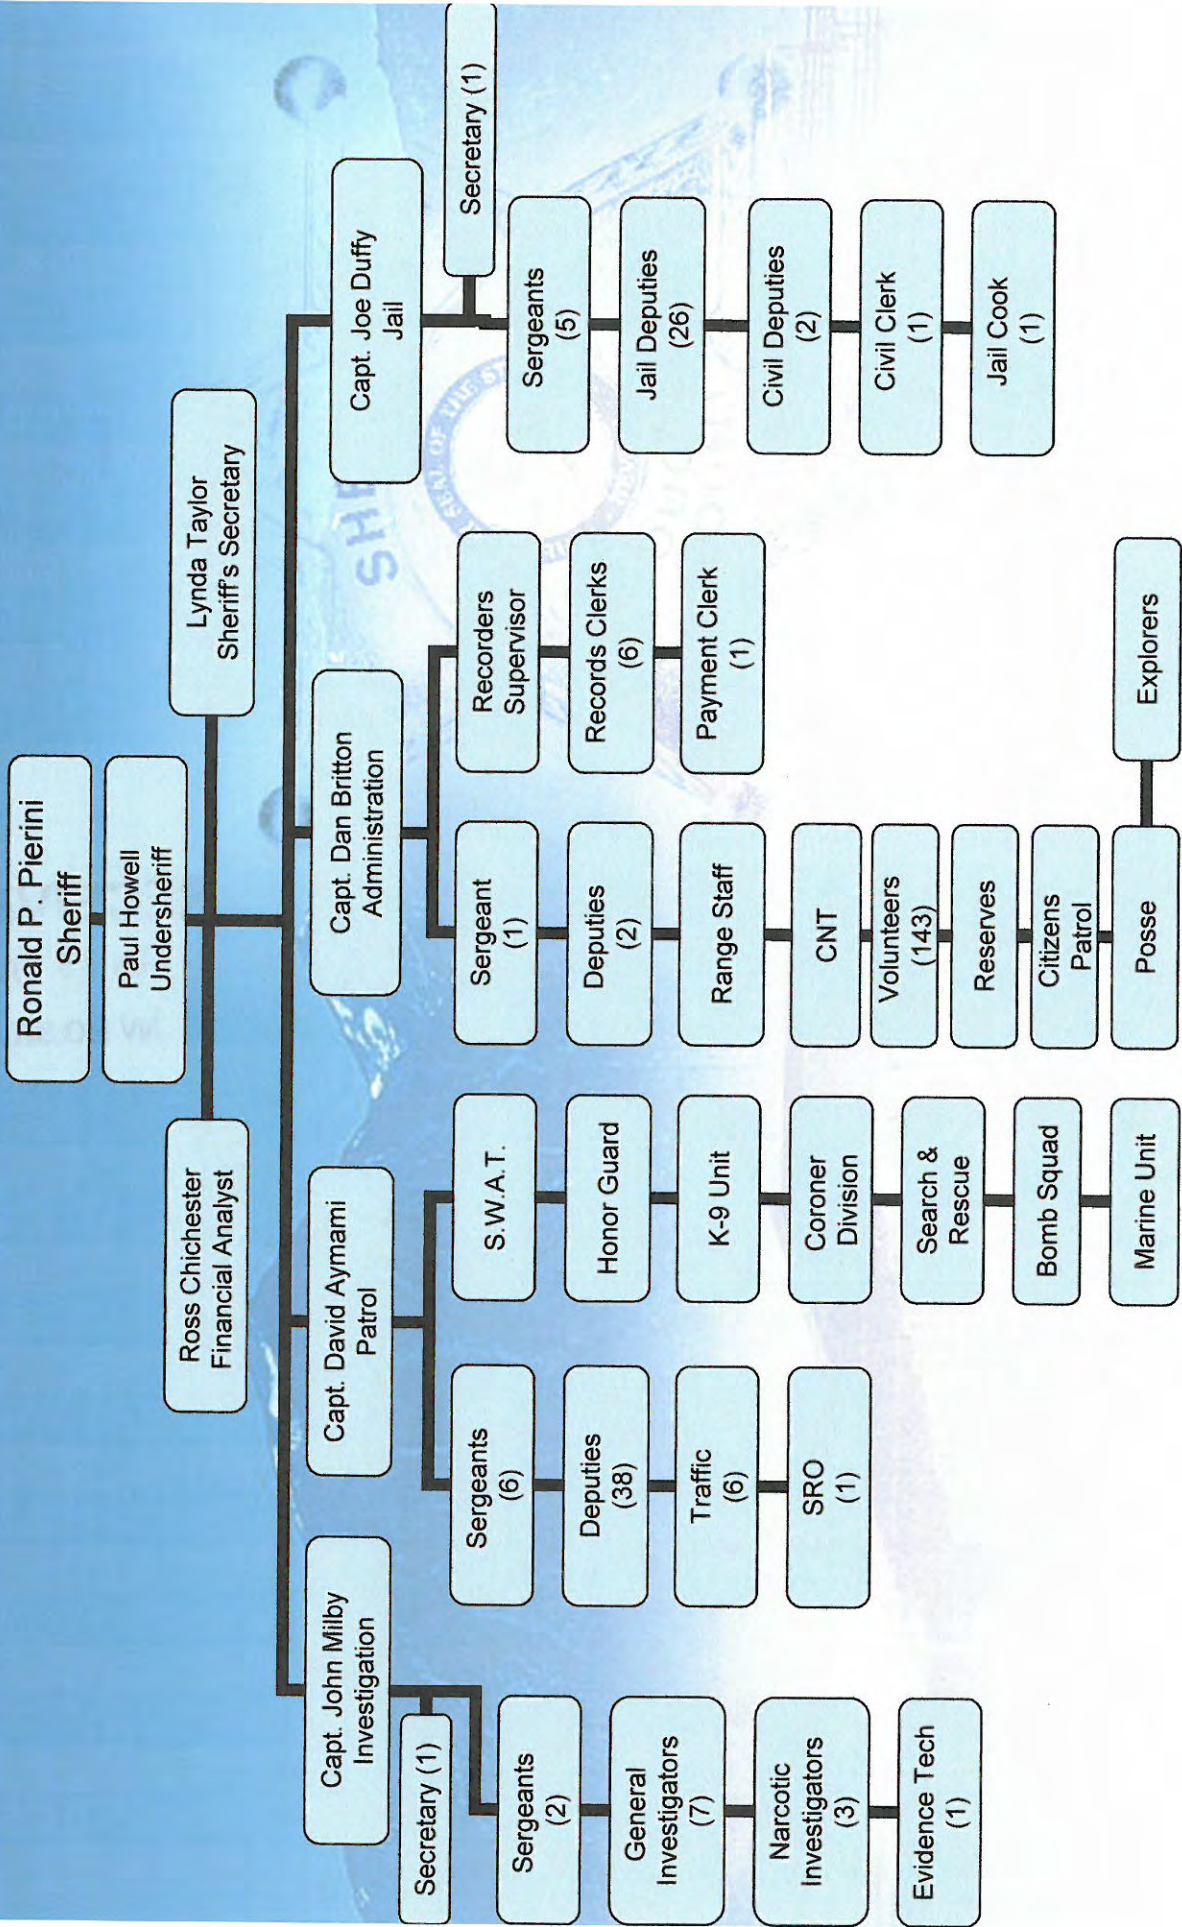 Ronald P. Pierini
Sheriff
Paul Howell
Undersheriff
Ross Chichester
Financial Analyst
Lynda Taylor
Sheriff's Secretary
Capt. John Milby
Investigation
Secretary (1)
Sergeants
(2)
General
Investigators
(7)
Narcotic
Investigators
(3)
Evidence Tech
(1)
Capt. David Aymami
Patrol
Sergeants
(6)
Deputies
(38)
Traffic
(6)
SRO
(1)
S.W.A.T.
Honor Guard
K-9 Unit
Coroner
Division
Search &
Rescue
Bomb Squad
Marine Unit
Capt. Dan Britton
Administration
Sergeant
(1)
Deputies
(2)
Range Staff
CNT
Volunteers
(143)
Reserves
Citizens
Patrol
Posse
Explorers
Recorders
Supervisor
Records Clerks
(6)
Payment Clerk
(1)
Capt. Joe Duffy
Jail
Secretary (1)
Sergeants
(5)
Jail Deputies
(26)
Civil Deputies
(2)
Civil Clerk
(1)
Jail Cook
(1)
SHE
SEAL OF THE ST